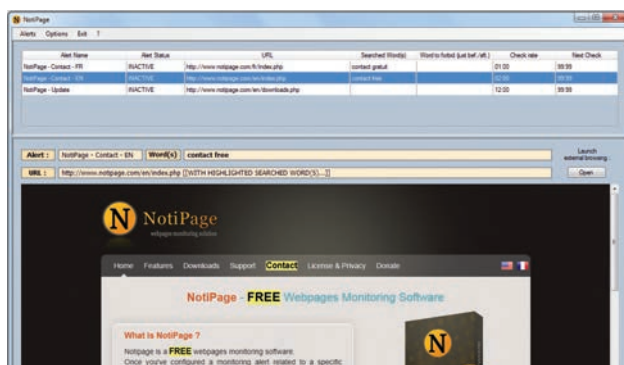 NotiPage
Alerts Options Exit ?
Alert Name Alert Status URL Searched Word(s) Word to forbid (just bef./aft.) Check rate Next Check
NotiPage - Contact - FR INACTIVE http://www.notipage.com/fr/index.php contact gratuit 01:00 99:99
NotiPage - Contact - EN INACTIVE http://www.notipage.com/en/index.php contact free 02:00 99:99
NotiPage - Update INACTIVE http://www.notipage.com/en/downloads.php 12:00 99:99
Alert : NotiPage - Contact - EN Word(s) contact free
Launch
external browsing :
URL : http://www.notipage.com/en/index.php [[WITH HIGHLIGHTED SEARCHED WORD(S)...]] Open
N NotiPage
webpages monitoring solution
Home Features Downloads Support Contact License & Privacy Donate
NotiPage - FREE Webpages Monitoring Software
What is NotiPage ?
Notipage is a FREE webpages monitoring software.
Once you've configured a monitoring alert related to a specific
N